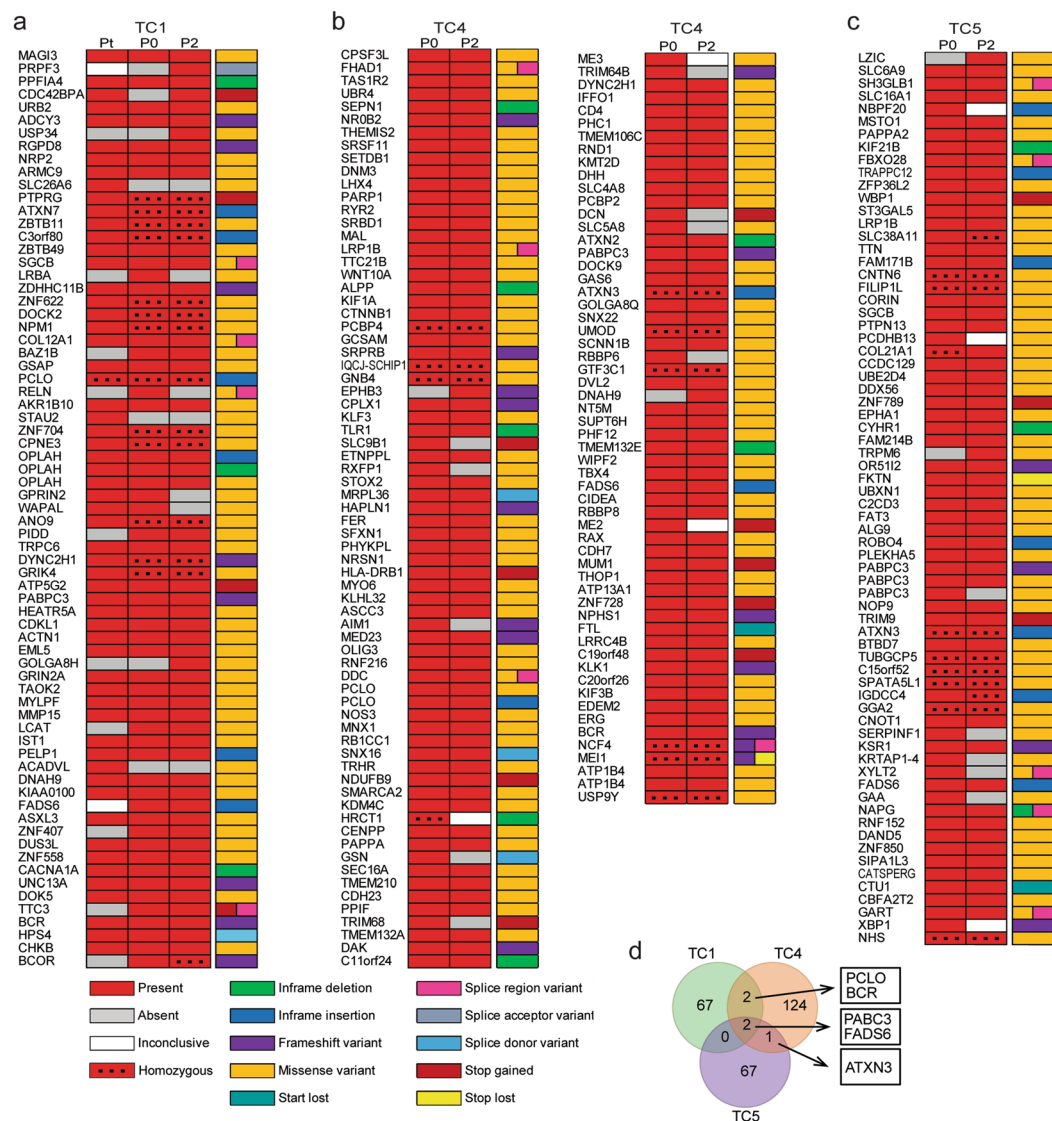 a
TC1
Pt P0 P2
MAGI3
PRPF3
PPFIA4
CDC42BPA
URB2
ADCY3
USP34
RGPD8
NRP2
ARMC9
SLC26A6
PTPRG
ATXN7
ZBTB11
C3orf80
ZBTB49
SGCB
LRBA
ZDHHC11B
ZNF622
DOCK2
NPM1
COL12A1
BAZ1B
GSAP
PCLO
RELN
AKR1B10
STAU2
ZNF704
CPNE3
OPLAH
OPLAH
OPLAH
GPRIN2
WAPAL
ANO9
PIDD
TRPC6
DYNC2H1
GRIK4
ATP5G2
PABPC3
HEATR5A
CDKL1
ACTN1
EML5
GOLGA8H
GRIN2A
TAOK2
MYLPF
MMP15
LCAT
IST1
PELP1
ACADVL
DNAH9
KIAA0100
FADS6
ASXL3
ZNF407
DUS3L
ZNF558
CACNA1A
UNC13A
DOK5
TTC3
BCR
HPS4
CHKB
BCOR
b
TC4
P0 P2
CPSF3L
FHAD1
TAS1R2
UBR4
SEPN1
NR0B2
THEMIS2
SRSF11
SETDB1
DNM3
LHX4
PARP1
RYR2
SRBD1
MAL
LRP1B
TTC21B
WNT10A
ALPP
KIF1A
CTNNB1
PCBP4
GCSAM
SRPRB
IQCJ-SCHIP1
GNB4
EPHB3
CPLX1
KLF3
TLR1
SLC9B1
ETNPPL
RXFP1
STOX2
MRPL36
HAPLN1
FER
SFXN1
PHYKPL
NRSN1
HLA-DRB1
MYO6
KLHL32
ASCC3
AIM1
MED23
OLIG3
RNF216
DDC
PCLO
PCLO
NOS3
MNX1
RB1CC1
SNX16
TRHR
NDUFB9
SMARCA2
KDM4C
HRCT1
CENPP
PAPPA
GSN
SEC16A
TMEM210
CDH23
PPIF
TRIM68
TMEM132A
DAK
C11orf24
TC4
P0 P2
ME3
TRIM64B
DYNC2H1
IFFO1
CD4
PHC1
TMEM106C
RND1
KMT2D
DHH
SLC4A8
PCBP2
DCN
SLC5A8
ATXN2
PABPC3
DOCK9
GAS6
ATXN3
GOLGA8Q
SNX22
UMOD
SCNN1B
RBBP6
GTF3C1
DVL2
DNAH9
NT5M
SUPT6H
PHF12
TMEM132E
WIPF2
TBX4
FADS6
CIDEA
RBBP8
ME2
RAX
CDH7
MUM1
THOP1
ATP13A1
ZNF728
NPHS1
FTL
LRRC4B
C19orf48
KLK1
C20orf26
KIF3B
EDEM2
ERG
BCR
NCF4
MEI1
ATP1B4
ATP1B4
USP9Y
c
TC5
P0 P2
LZIC
SLC6A9
SH3GLB1
SLC16A1
NBPF20
MSTO1
PAPPA2
KIF21B
FBXO28
TRAPPC12
ZFP36L2
WBP1
ST3GAL5
LRP1B
SLC38A11
TTN
FAM171B
CNTN6
FILIP1L
CORIN
SGCB
PTPN13
PCDHB13
COL21A1
CCDC129
UBE2D4
DDX56
ZNF789
EPHA1
CYHR1
FAM214B
TRPM6
OR51I2
FKTN
UBXN1
C2CD3
FAT3
ALG9
ROBO4
PLEKHA5
PABPC3
PABPC3
PABPC3
NOP9
TRIM9
ATXN3
BTBD7
TUBGCP5
C15orf52
SPATA5L1
IGDCC4
GGA2
CNOT1
SERPINF1
KSR1
KRTAP1-4
XYLT2
FADS6
GAA
NAPG
RNF152
DAND5
ZNF850
SIPA1L3
CATSPERG
CTU1
CBFA2T2
GART
XBP1
NHS
Present
Absent
Inconclusive
Homozygous
Inframe deletion
Inframe insertion
Frameshift variant
Missense variant
Start lost
Splice region variant
Splice acceptor variant
Splice donor variant
Stop gained
Stop lost
d
TC1 TC4
67 2 124
2
0 1
67
TC5
PCLO
BCR
PABC3
FADS6
ATXN3